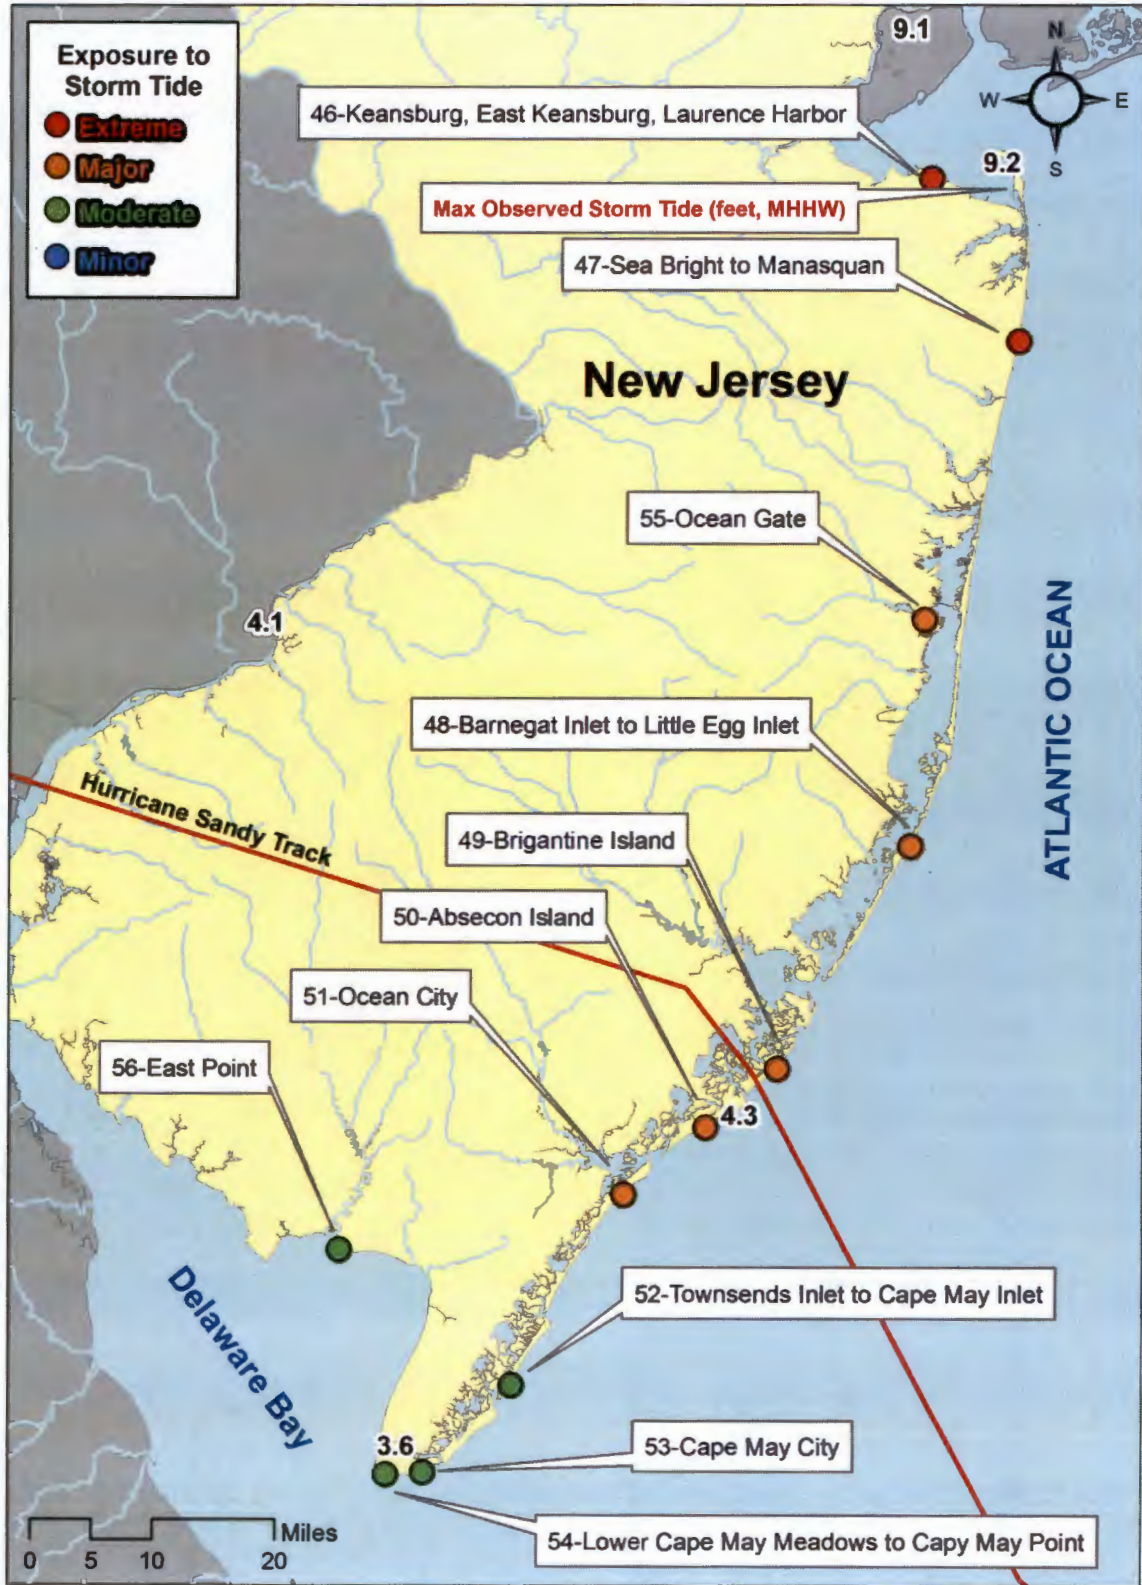 Exposure to
Storm Tide
Extreme
Major
Moderate
Minor
9.1
N
W
E
S
46-Keansburg, East Keansburg, Laurence Harbor
9.2
Max Observed Storm Tide (feet, MHHW)
47-Sea Bright to Manasquan
New Jersey
55-Ocean Gate
4.1
ATLANTIC OCEAN
48-Barnegat Inlet to Little Egg Inlet
Hurricane Sandy Track
49-Brigantine Island
50-Absecon Island
51-Ocean City
56-East Point
4.3
52-Townsends Inlet to Cape May Inlet
Delaware Bay
3.6
53-Cape May City
54-Lower Cape May Meadows to Capy May Point
Miles
0 5 10 20